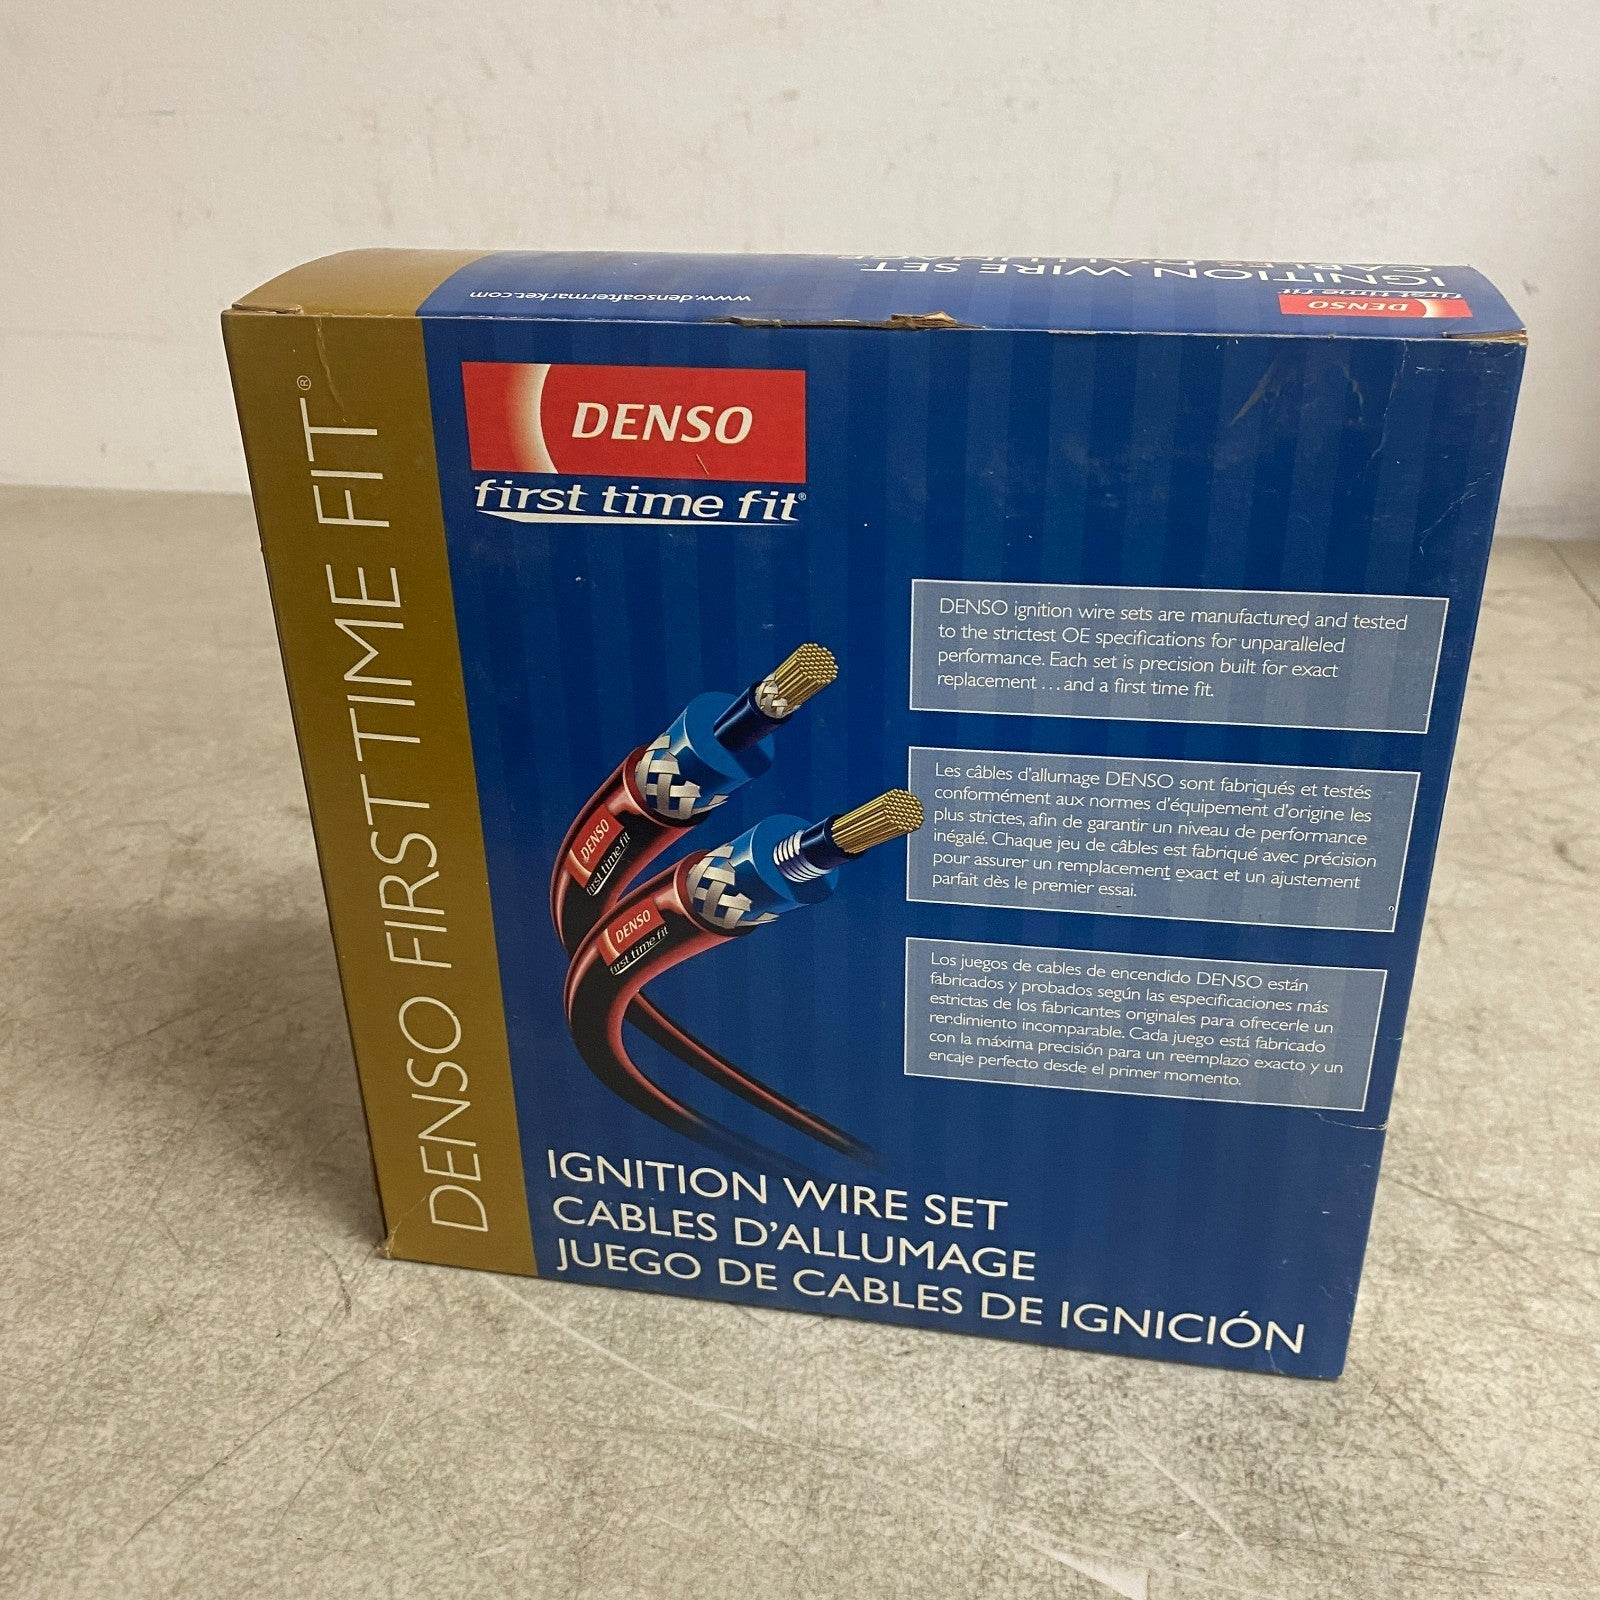 www.densoaftermarket.com
IGNITION WIRE SET
CABLES D'ALLUMAGE
DENSO
first time fit
DENSO FIRST TIME FIT®
DENSO
first time fit®
DENSO ignition wire sets are manufactured and tested
to the strictest OE specifications for unparalleled
performance. Each set is precision built for exact
replacement ... and a first time fit.
Les câbles d'allumage DENSO sont fabriqués et testés
conformément aux normes d'équipement d'origine les
plus strictes, afin de garantir un niveau de performance
inégalé. Chaque jeu de câbles est fabriqué avec précision
pour assurer un remplacement exact et un ajustement
parfait dès le premier essai.
Los juegos de cables de encendido DENSO están
fabricados y probados según las especificaciones más
estrictas de los fabricantes originales para ofrecerle un
rendimiento incomparable. Cada juego está fabricado
con la máxima precisión para un reemplazo exacto y un
encaje perfecto desde el primer momento.
DENSO
first time fit
DENSO
first time fit
IGNITION WIRE SET
CABLES D'ALLUMAGE
JUEGO DE CABLES DE IGNICIÓN